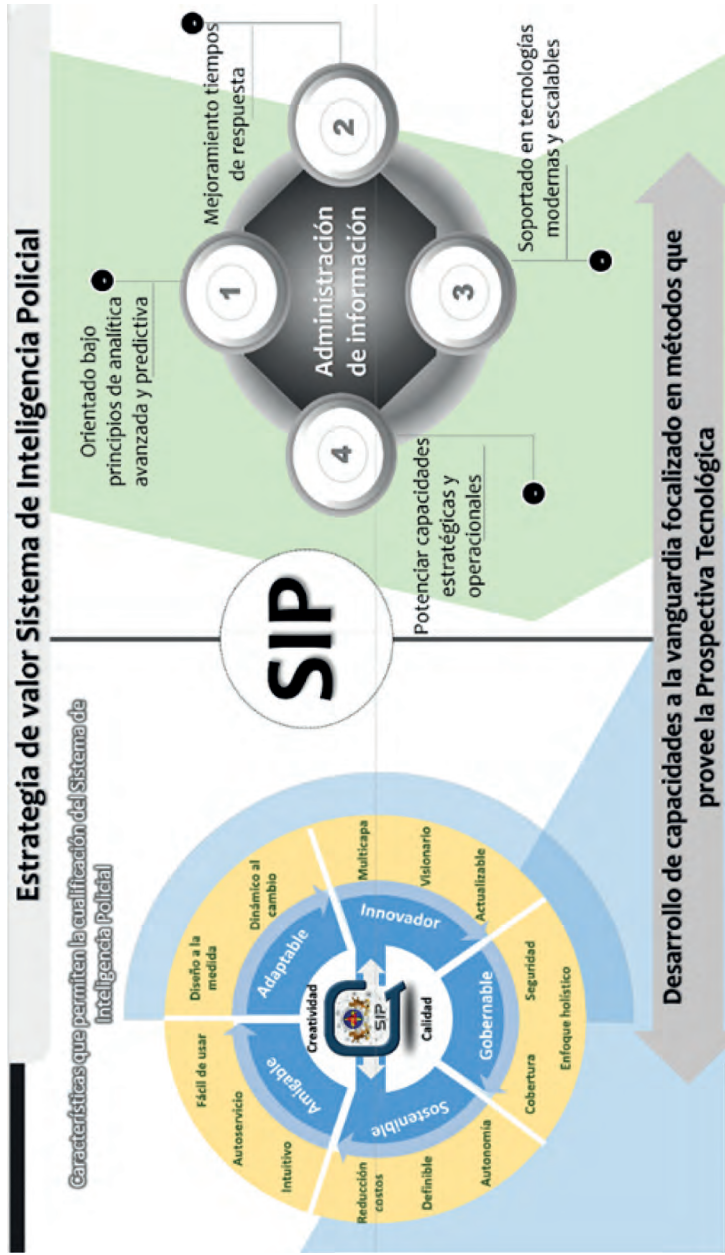 Estrategia de valor Sistema de Inteligencia Policial
Características que permiten la cualificación del Sistema de
Inteligencia Policial
Diseño a la
medida
Dinámico al
cambio
Adaptable
Multicapa
Visionario
Actualizable
Innovador
Seguridad
Enfoque holístico
Cobertura
Gobernable
Autonomía
Definible
Reducción
costos
Sostenible
Intuitivo
Autoservicio
Fácil de usar
Amigable
Creatividad
SIP
Calidad
SIP
Orientado bajo
principios de analítica
avanzada y predictiva
Mejoramiento tiempos
de respuesta
1
2
3
4
Administración
de información
Potenciar capacidades
estratégicas y
operacionales
Soportado en tecnologías
modernas y escalables
Desarrollo de capacidades a la vanguardia focalizado en métodos que
provee la Prospectiva Tecnológica